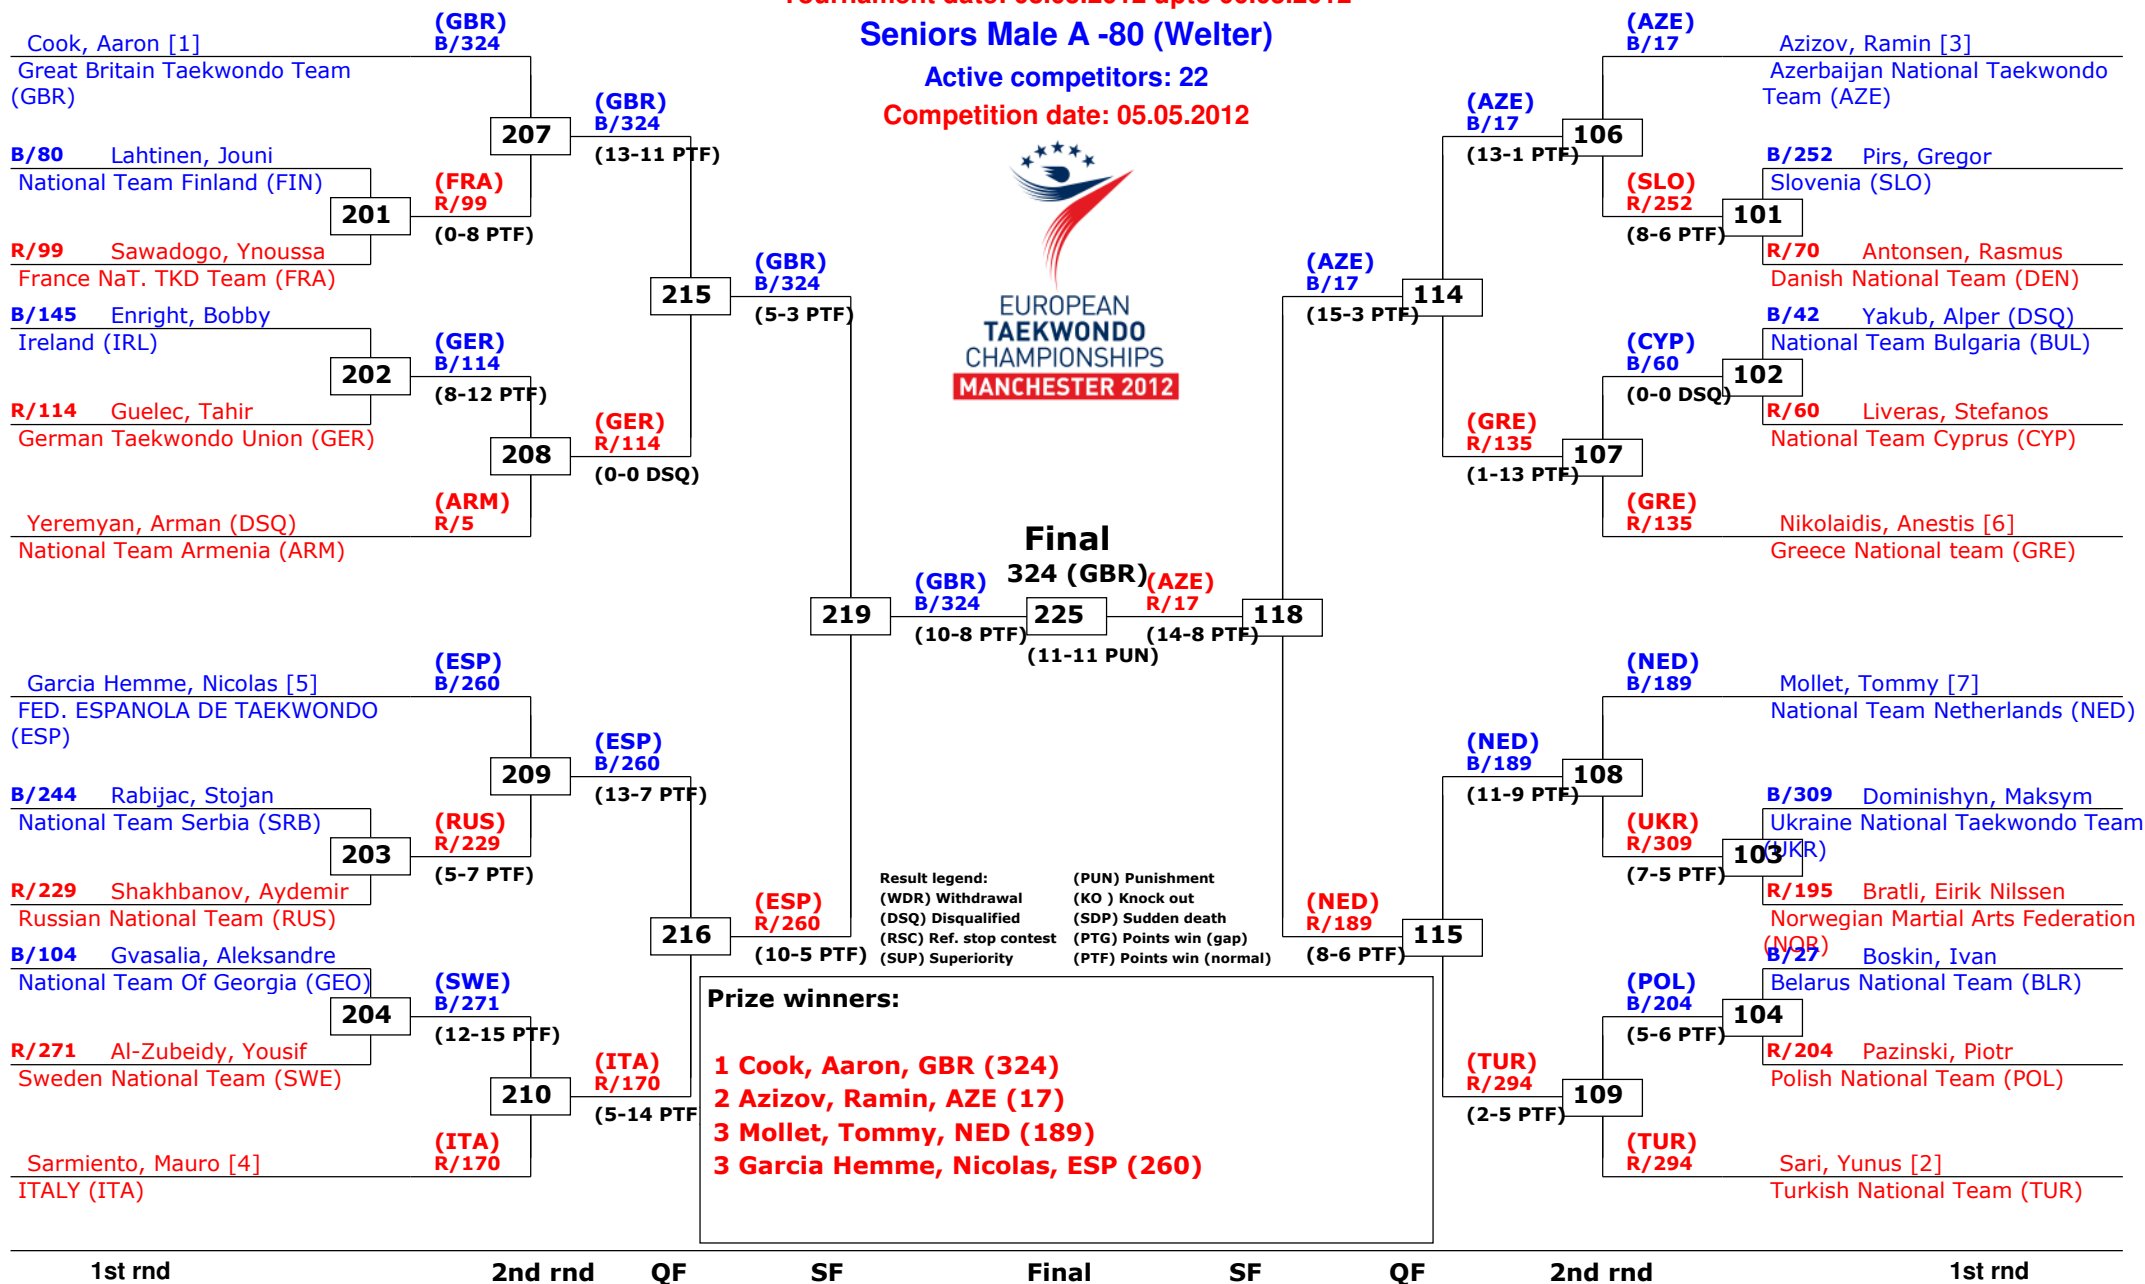 Seniors Male A -80 (Welter)
Active competitors: 22
Competition date: 05.05.2012
EUROPEAN
TAEKWONDO
CHAMPIONSHIPS
MANCHESTER 2012
Cook, Aaron [1]
Great Britain Taekwondo Team
(GBR)
(GBR)
B/324
B/80 Lahtinen, Jouni
National Team Finland (FIN)
201
R/99 Sawadogo, Ynoussa
France NaT. TKD Team (FRA)
(FRA)
R/99
(0-8 PTF)
207
(GBR)
B/324
(13-11 PTF)
B/145 Enright, Bobby
Ireland (IRL)
202
R/114 Guelec, Tahir
German Taekwondo Union (GER)
(GER)
B/114
(8-12 PTF)
208
(GER)
R/114
(0-0 DSQ)
(ARM)
R/5
Yeremyan, Arman (DSQ)
National Team Armenia (ARM)
215
(GBR)
B/324
(5-3 PTF)
Garcia Hemme, Nicolas [5]
FED. ESPANOLA DE TAEKWONDO
(ESP)
(ESP)
B/260
B/244 Rabijac, Stojan
National Team Serbia (SRB)
203
R/229 Shakhbanov, Aydemir
Russian National Team (RUS)
(RUS)
R/229
(5-7 PTF)
209
(ESP)
B/260
(13-7 PTF)
B/104 Gvasalia, Aleksandre
National Team Of Georgia (GEO)
204
R/271 Al-Zubeidy, Yousif
Sweden National Team (SWE)
(SWE)
B/271
(12-15 PTF)
210
(ITA)
R/170
(5-14 PTF
(ITA)
R/170
Sarmiento, Mauro [4]
ITALY (ITA)
216
(ESP)
R/260
(10-5 PTF)
219
(GBR)
B/324
(10-8 PTF)
Final
324 (GBR)
225
(11-11 PUN)
(AZE)
R/17
(14-8 PTF)
118
(AZE)
B/17
(15-3 PTF)
114
(AZE)
B/17
(13-1 PTF)
106
(AZE)
B/17
Azizov, Ramin [3]
Azerbaijan National Taekwondo
Team (AZE)
(SLO)
R/252
(8-6 PTF)
101
B/252 Pirs, Gregor
Slovenia (SLO)
R/70 Antonsen, Rasmus
Danish National Team (DEN)
(GRE)
R/135
(1-13 PTF)
107
(CYP)
B/60
(0-0 DSQ)
102
B/42 Yakub, Alper (DSQ)
National Team Bulgaria (BUL)
R/60 Liveras, Stefanos
National Team Cyprus (CYP)
(GRE)
R/135
Nikolaidis, Anestis [6]
Greece National team (GRE)
(NED)
R/189
(8-6 PTF)
115
(NED)
B/189
(11-9 PTF)
108
(NED)
B/189
Mollet, Tommy [7]
National Team Netherlands (NED)
(UKR)
R/309
(7-5 PTF)
103
B/309 Dominishyn, Maksym
Ukraine National Taekwondo Team
(UKR)
R/195 Bratli, Eirik Nilssen
Norwegian Martial Arts Federation
(NOR)
(TUR)
R/294
(2-5 PTF)
109
(POL)
B/204
(5-6 PTF)
104
B/27 Boskin, Ivan
Belarus National Team (BLR)
R/204 Pazinski, Piotr
Polish National Team (POL)
(TUR)
R/294
Sari, Yunus [2]
Turkish National Team (TUR)
Result legend: (PUN) Punishment
(WDR) Withdrawal (KO ) Knock out
(DSQ) Disqualified (SDP) Sudden death
(RSC) Ref. stop contest (PTG) Points win (gap)
(SUP) Superiority (PTF) Points win (normal)
Prize winners:
1 Cook, Aaron, GBR (324)
2 Azizov, Ramin, AZE (17)
3 Mollet, Tommy, NED (189)
3 Garcia Hemme, Nicolas, ESP (260)
1st rnd 2nd rnd QF SF Final SF QF 2nd rnd 1st rnd